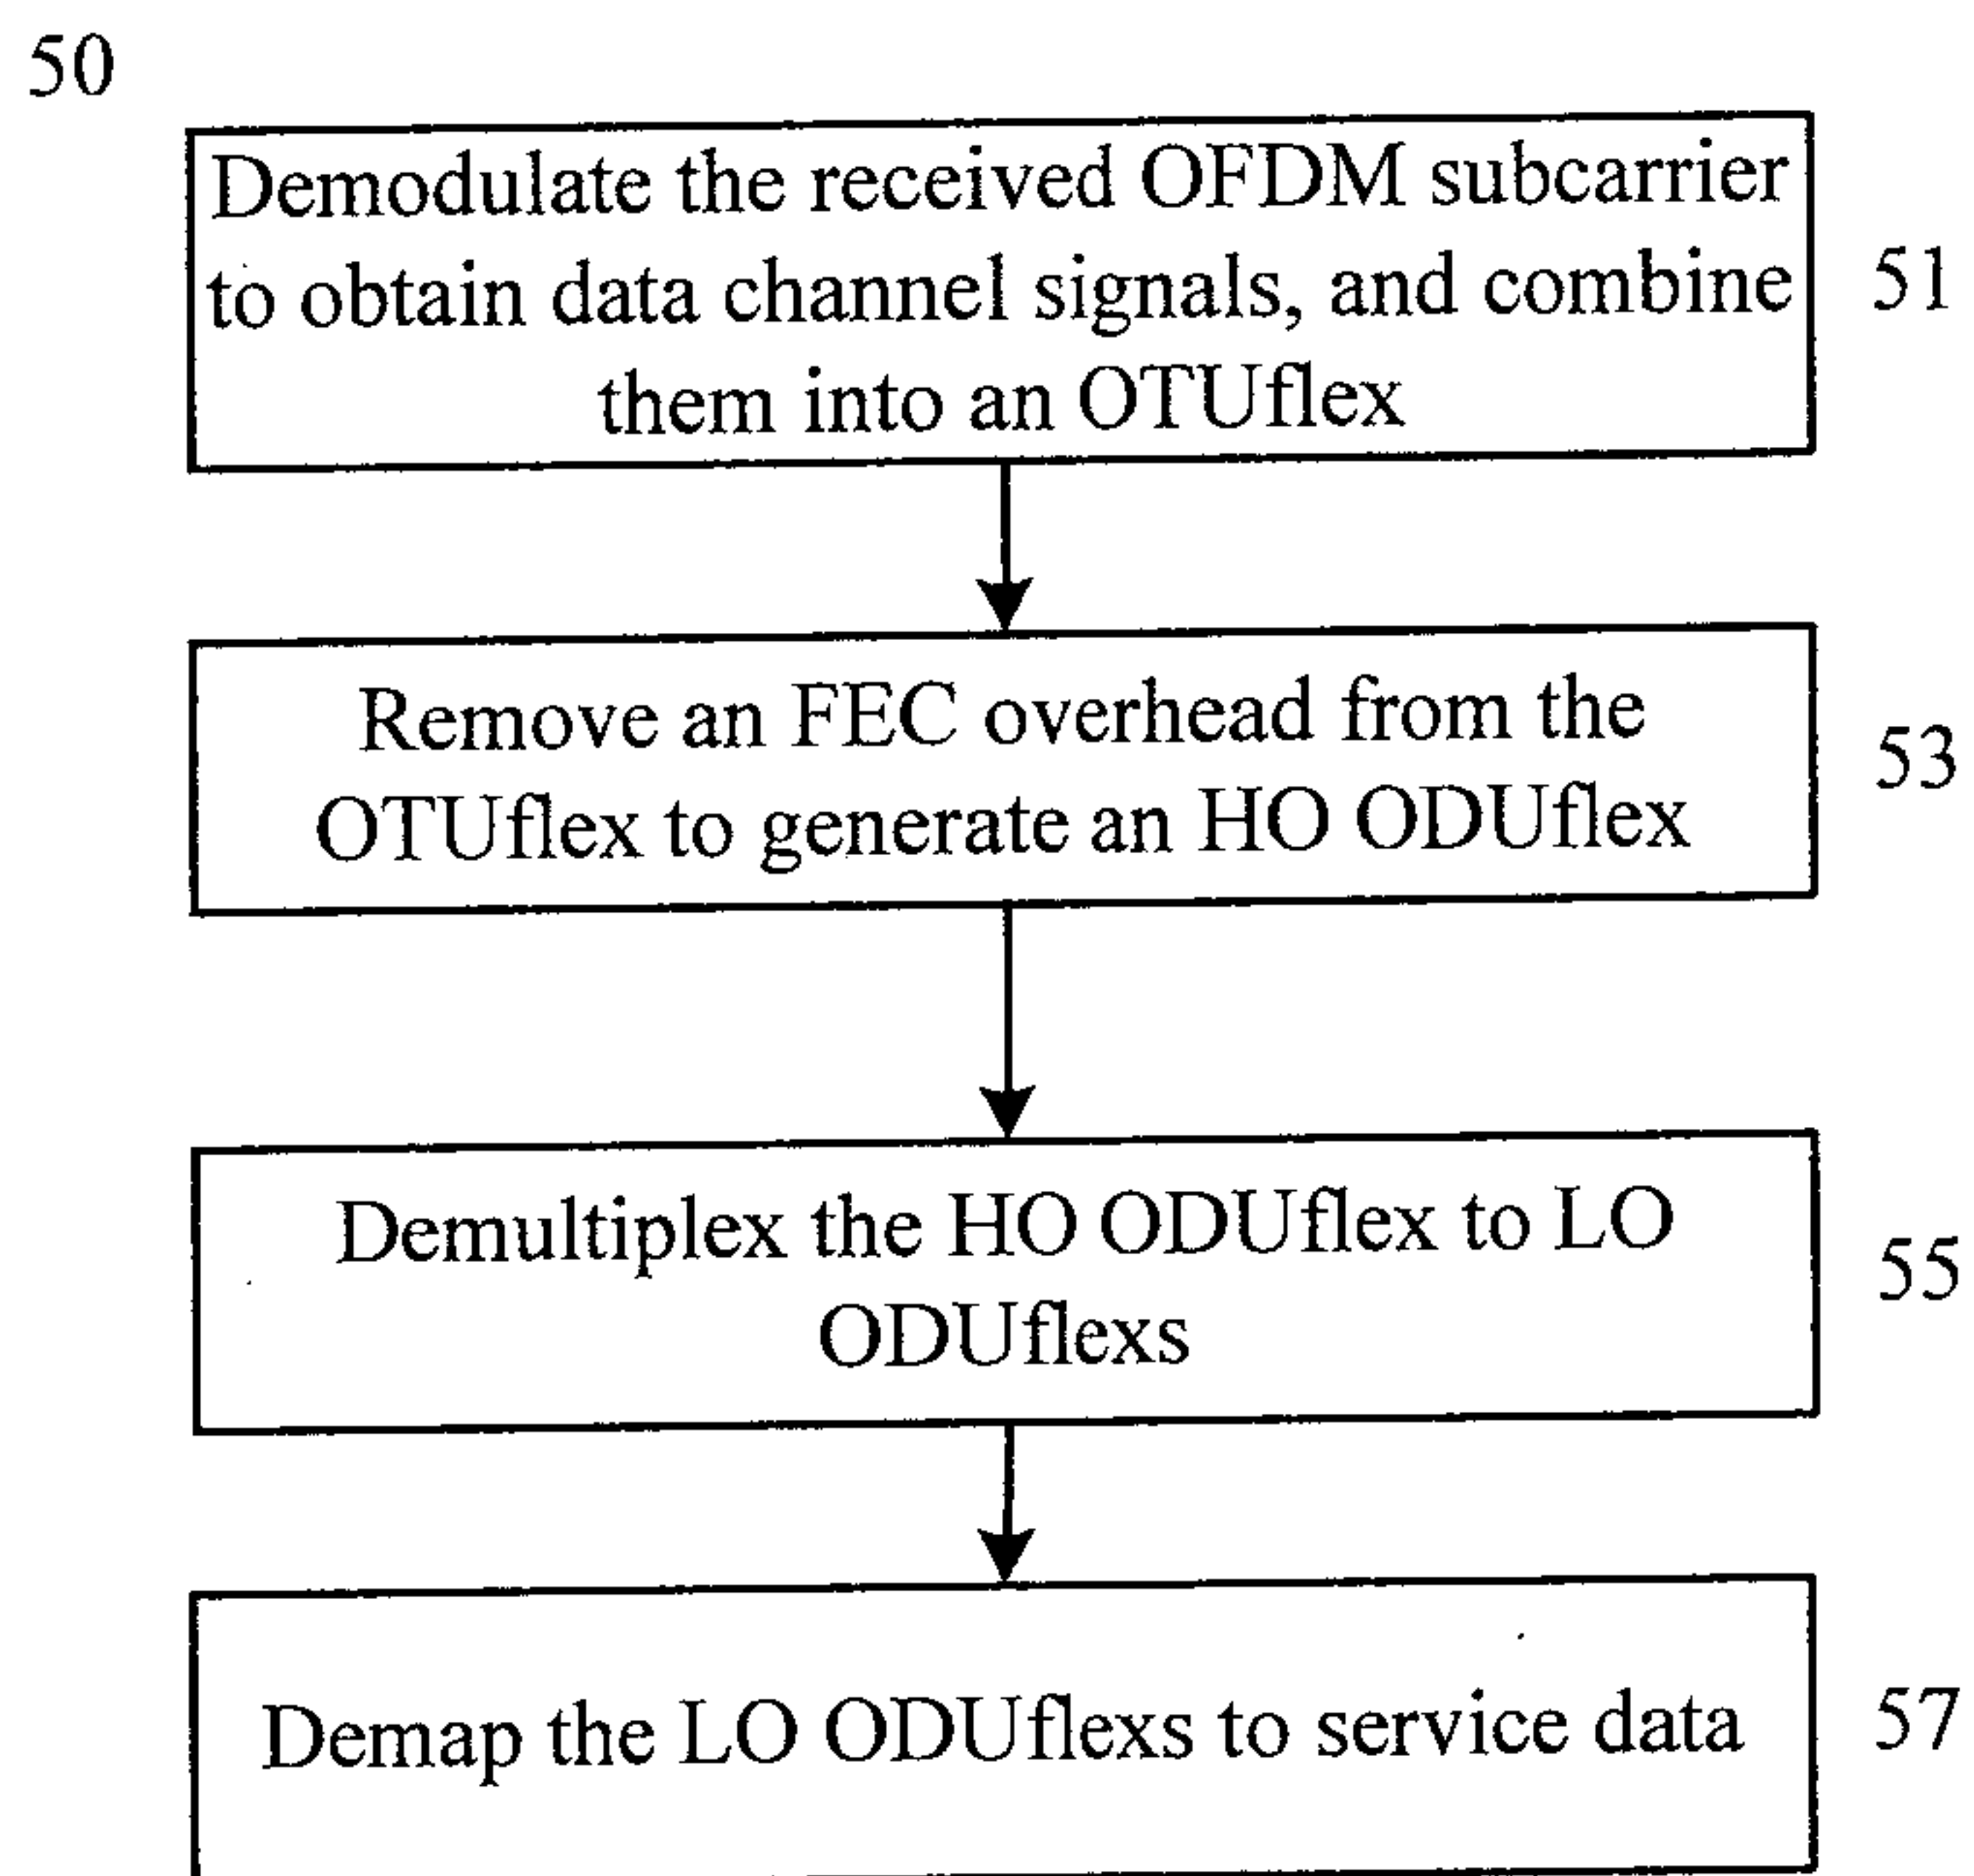 50
Demodulate the received OFDM subcarrier
to obtain data channel signals, and combine
them into an OTUflex
51
Remove an FEC overhead from the
OTUflex to generate an HO ODUflex
53
Demultiplex the HO ODUflex to LO
ODUflexs
55
Demap the LO ODUflexs to service data
57